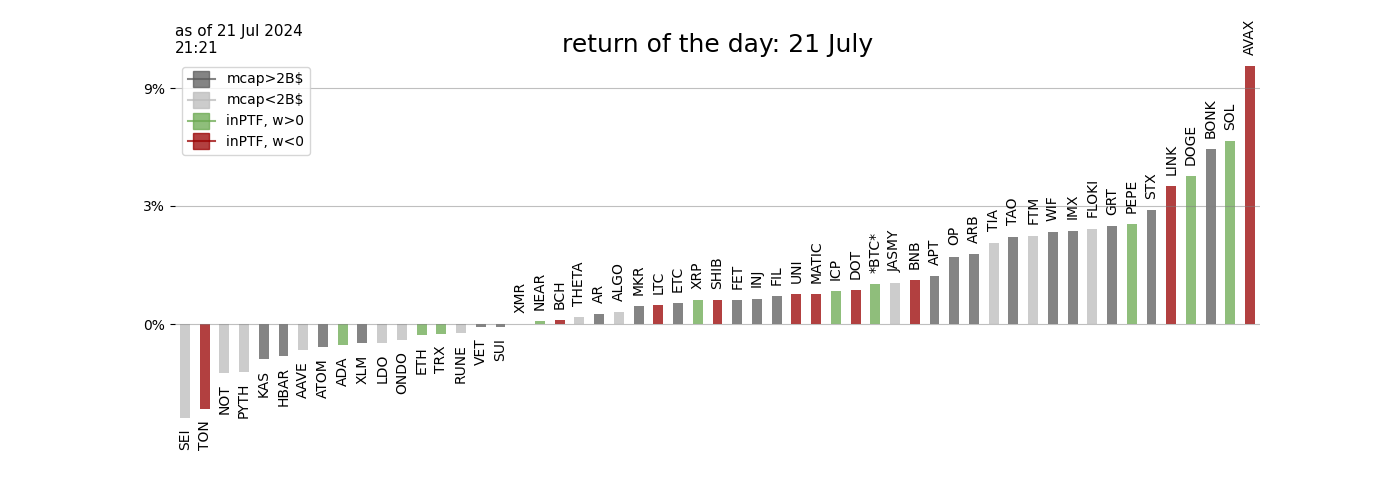 as of 21 Jul 2024
21:21
return of the day: 21 July
mcap>2B$
mcap<2B$
inPTF, w>0
inPTF, w<0
9%
3%
0%
SEI
TON
NOT
PYTH
KAS
HBAR
AAVE
ATOM
ADA
XLM
LDO
ONDO
ETH
TRX
RUNE
VET
SUI
XMR
NEAR
BCH
THETA
AR
ALGO
MKR
LTC
ETC
XRP
SHIB
FET
INJ
FIL
UNI
MATIC
ICP
DOT
*BTC*
JASMY
BNB
APT
OP
ARB
TIA
TAO
FTM
WIF
IMX
FLOKI
GRT
PEPE
STX
LINK
DOGE
BONK
SOL
AVAX